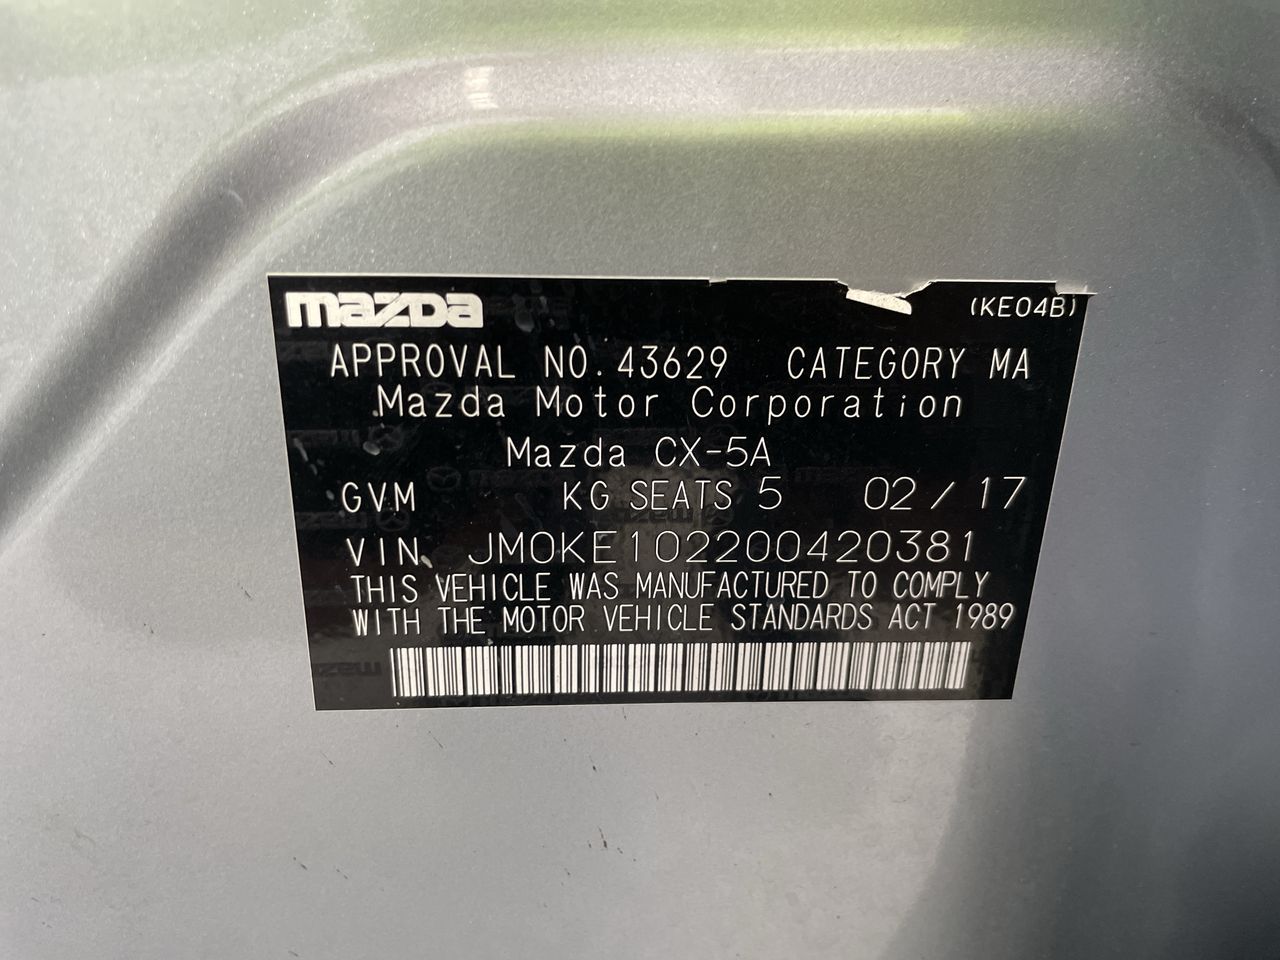 mazda (KE04B)
APPROVAL NO.43629 CATEGORY MA
Mazda Motor Corporation
Mazda CX-5A
GVM KG SEATS 5 02/17
VIN. JM0KE102200420381
THIS VEHICLE WAS MANUFACTURED TO COMPLY
WITH THE MOTOR VEHICLE STANDARDS ACT 1989